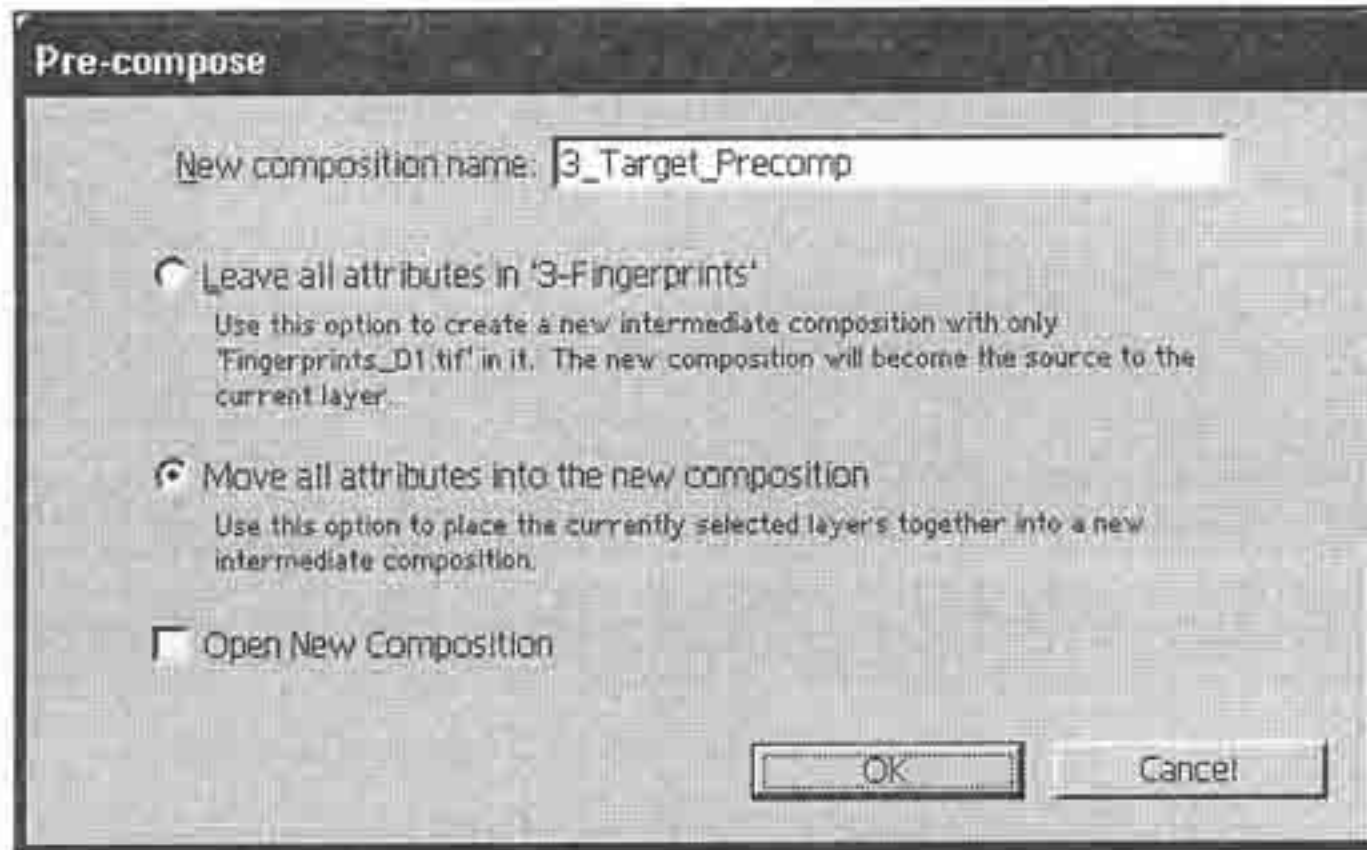 Pre-compose
New composition name: 3_Target_Precomp
Leave all attributes in '3-Fingerprints'
Use this option to create a new intermediate composition with only
'Fingerprints_D1.tif' in it. The new composition will become the source to the
current layer.
Move all attributes into the new composition
Use this option to place the currently selected layers together into a new
intermediate composition.
Open New Composition
OK Cancel